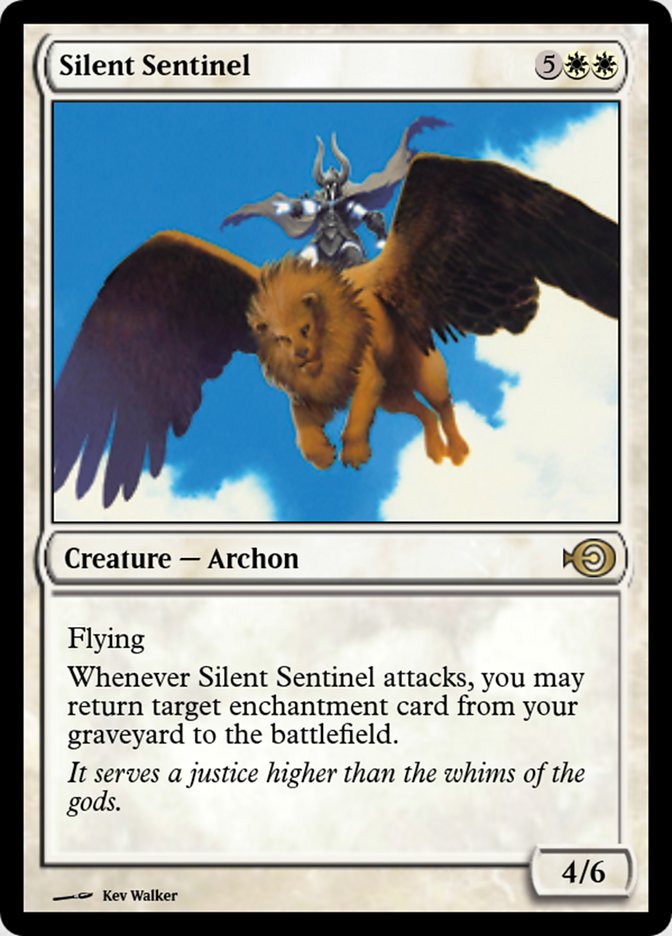 Silent Sentinel 5
Creature — Archon
Flying
Whenever Silent Sentinel attacks, you may
return target enchantment card from your
graveyard to the battlefield.
It serves a justice higher than the whims of the
gods.
4/6
Kev Walker